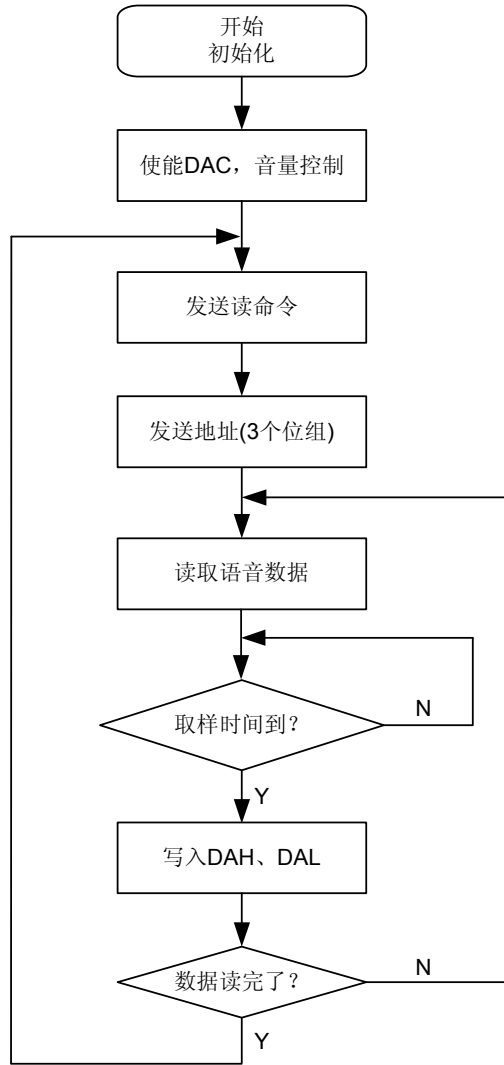 开始
初始化
使能DAC，音量控制
发送读命令
发送地址(3个位组)
读取语音数据
取样时间到？
N
Y
写入DAH、DAL
数据读完了？
N
Y